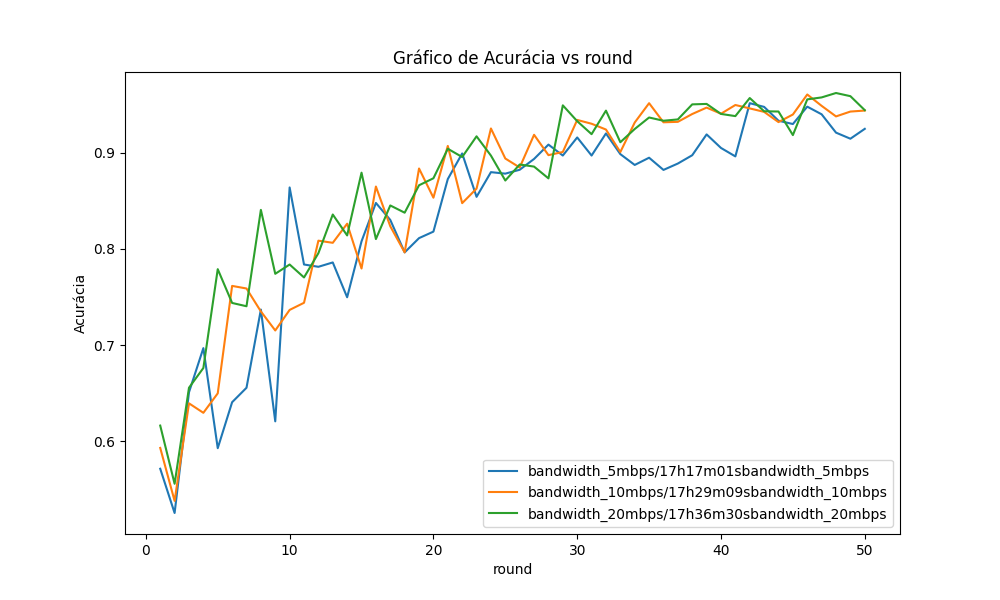 Gráfico de Acurácia vs round
Acurácia
0.9
0.8
0.7
0.6
bandwidth_5mbps/17h17m01sbandwidth_5mbps
bandwidth_10mbps/17h29m09sbandwidth_10mbps
bandwidth_20mbps/17h36m30sbandwidth_20mbps
0 10 20 30 40 50
round